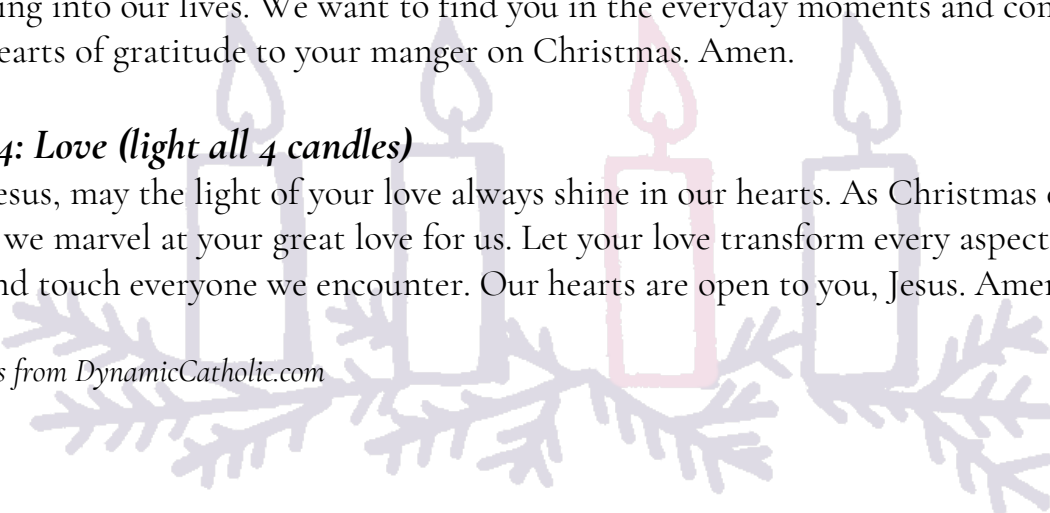 ing into our lives. We want to find you in the everyday moments and con
earts of gratitude to your manger on Christmas. Amen.
4: Love (light all 4 candles)
esus, may the light of your love always shine in our hearts. As Christmas
we marvel at your great love for us. Let your love transform every aspect
nd touch everyone we encounter. Our hearts are open to you, Jesus. Amen
s from DynamicCatholic.com